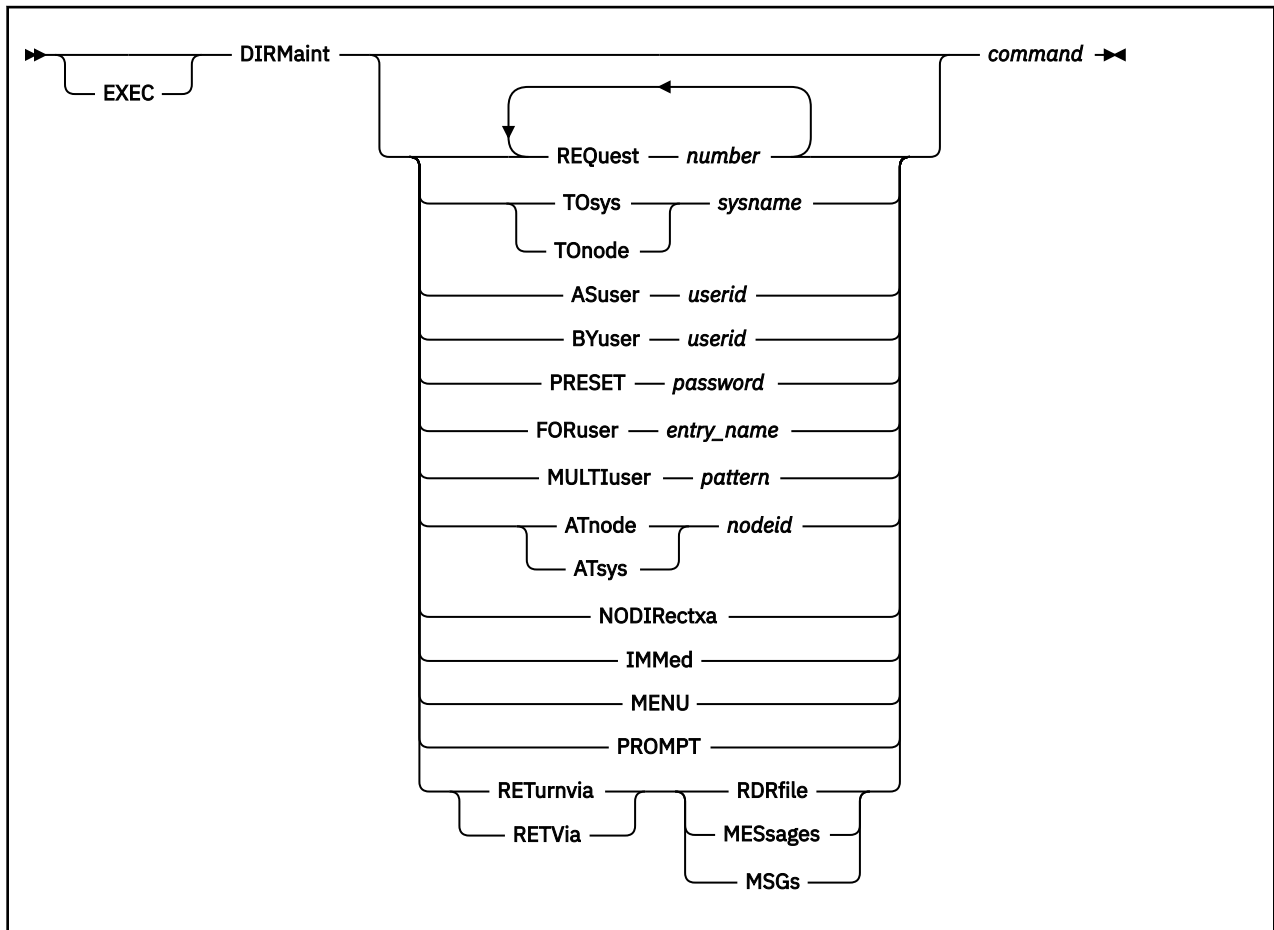 DIRMaint command
EXEC
REQuest number
TOsys sysname
TOnode
ASuser userid
BYuser userid
PRESET password
FORuser entry_name
MULTIuser pattern
ATnode nodeid
ATsys
NODIRectxa
IMMed
MENU
PROMPT
RETurnvia RDRfile
RETVia MESsages
MSGs